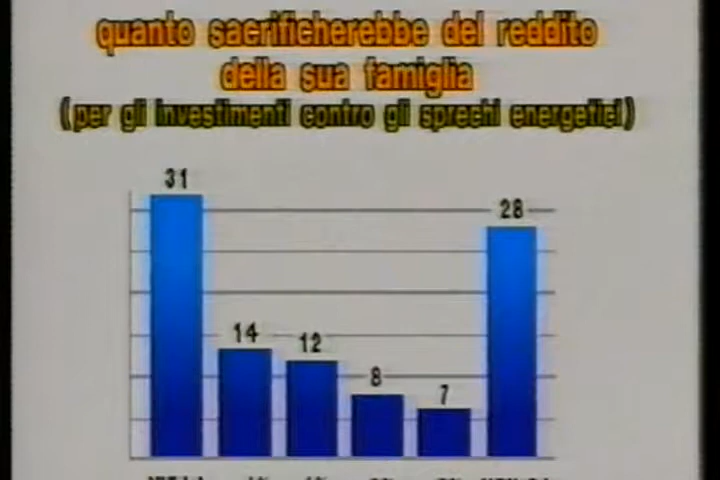 quanto sacrificherebbe del reddito
della sua famiglia
(per gli investimenti contro gli sprechi energetici)
31
28
14
12
8
7